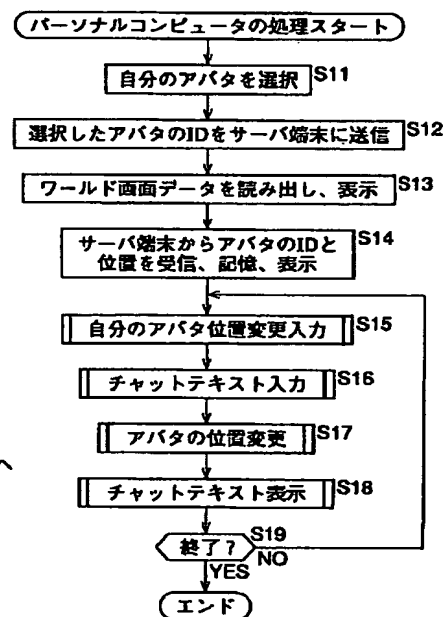 パーソナルコンピュータの処理スタート
自分のアバタを選択 S11
選択したアバタのIDをサーバ端末に送信 S12
ワールド画面データを読み出し、表示 S13
サーバ端末からアバタのIDと S14
位置を受信、記憶、表示
自分のアバタ位置変更入力 S15
チャットテキスト入力 S16
アバタの位置変更 S17
チャットテキスト表示 S18
終了? S19
NO
YES
エンド